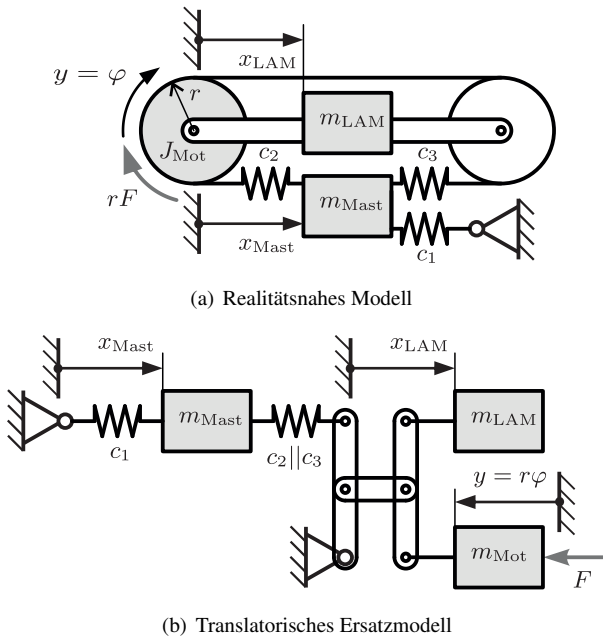 x_LAM
y = φ
r
m_LAM
J_Mot
c_2
c_3
rF
m_Mast
x_Mast
c_1
(a) Realitätsnahes Modell
x_Mast
x_LAM
m_Mast
m_LAM
c_1
c_2||c_3
y = rφ
m_Mot
F
(b) Translatorisches Ersatzmodell